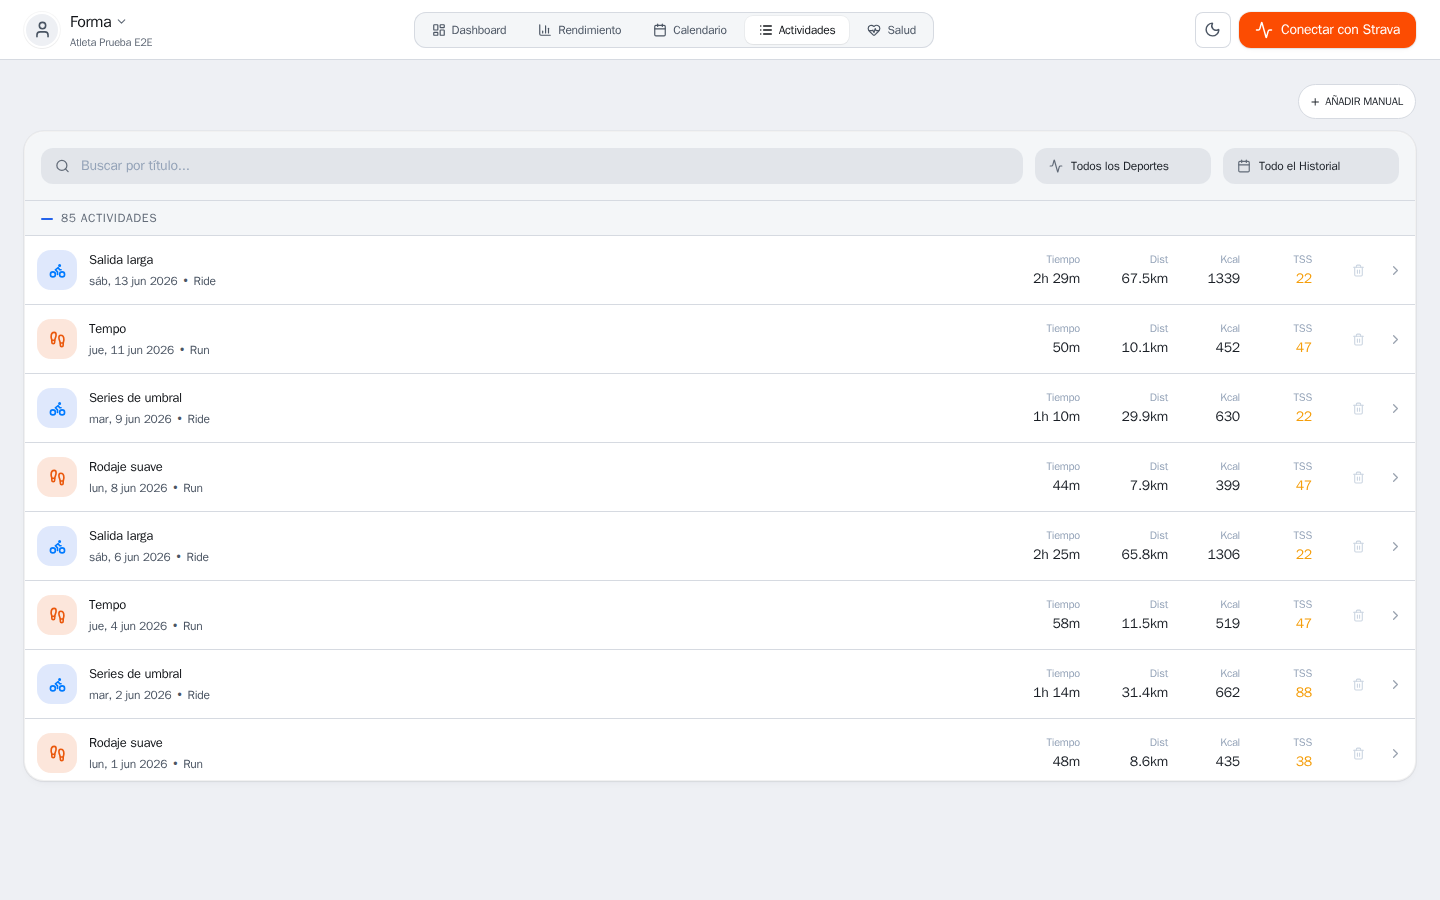 Forma
Atleta Prueba E2E
Dashboard
Rendimiento
Calendario
Actividades
Salud
Conectar con Strava
AÑADIR MANUAL
Buscar por título...
Todos los Deportes
Todo el Historial
85 ACTIVIDADES
Salida larga
sáb, 13 jun 2026 • Ride
Tiempo Dist Kcal TSS
2h 29m 67.5km 1339 22
Tempo
jue, 11 jun 2026 • Run
Tiempo Dist Kcal TSS
50m 10.1km 452 47
Series de umbral
mar, 9 jun 2026 • Ride
Tiempo Dist Kcal TSS
1h 10m 29.9km 630 22
Rodaje suave
lun, 8 jun 2026 • Run
Tiempo Dist Kcal TSS
44m 7.9km 399 47
Salida larga
sáb, 6 jun 2026 • Ride
Tiempo Dist Kcal TSS
2h 25m 65.8km 1306 22
Tempo
jue, 4 jun 2026 • Run
Tiempo Dist Kcal TSS
58m 11.5km 519 47
Series de umbral
mar, 2 jun 2026 • Ride
Tiempo Dist Kcal TSS
1h 14m 31.4km 662 88
Rodaje suave
lun, 1 jun 2026 • Run
Tiempo Dist Kcal TSS
48m 8.6km 435 38